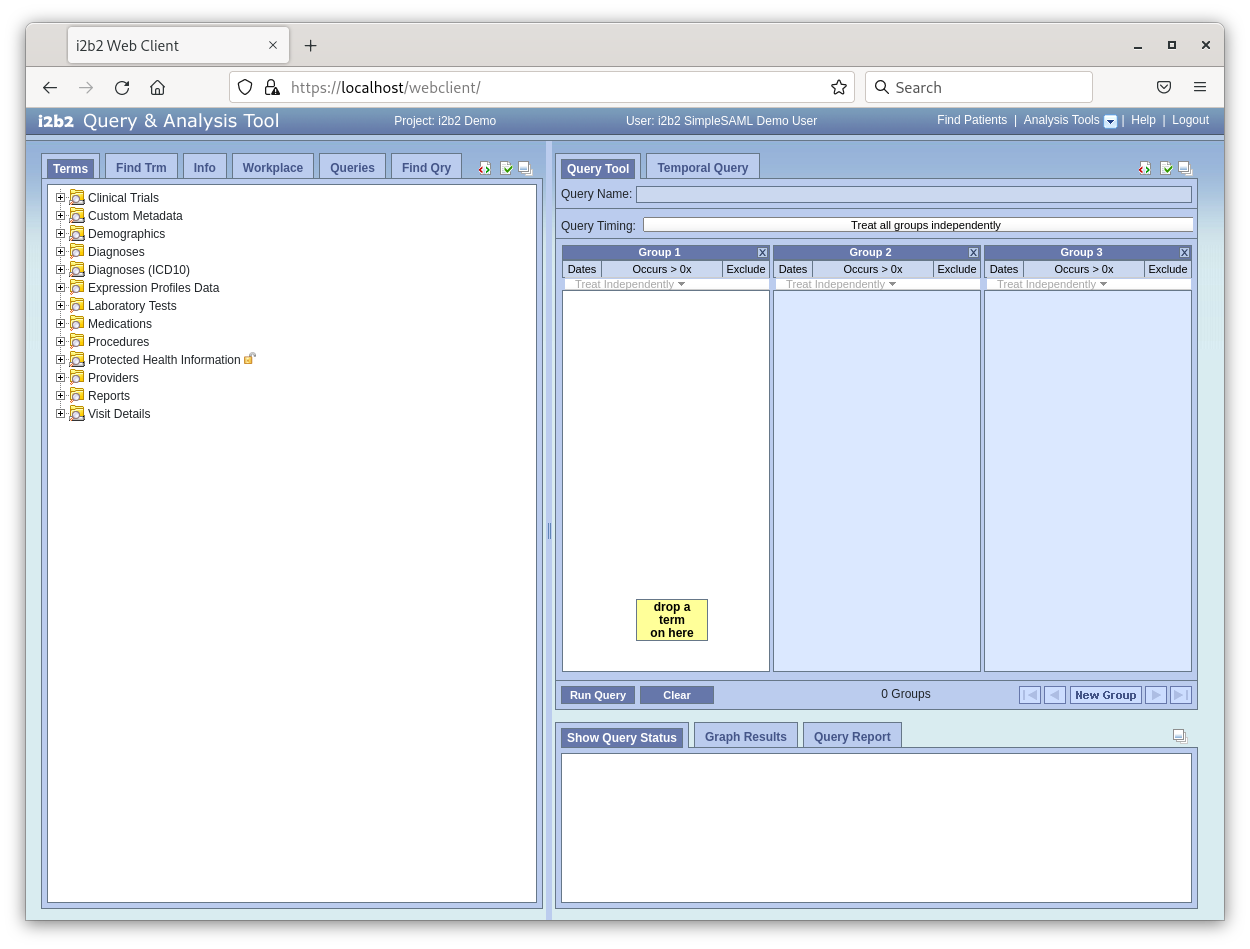 i2b2 Web Client
https://localhost/webclient/
Search
i2b2 Query & Analysis Tool
Project: i2b2 Demo
User: i2b2 SimpleSAML Demo User
Find Patients | Analysis Tools | Help | Logout
Terms
Find Trm
Info
Workplace
Queries
Find Qry
Clinical Trials
Custom Metadata
Demographics
Diagnoses
Diagnoses (ICD10)
Expression Profiles Data
Laboratory Tests
Medications
Procedures
Protected Health Information
Providers
Reports
Visit Details
Query Tool
Temporal Query
Query Name:
Query Timing:
Treat all groups independently
Group 1
Group 2
Group 3
Dates
Occurs > 0x
Exclude
Dates
Occurs > 0x
Exclude
Dates
Occurs > 0x
Exclude
Treat Independently
Treat Independently
Treat Independently
drop a
term
on here
Run Query
Clear
0 Groups
New Group
Show Query Status
Graph Results
Query Report